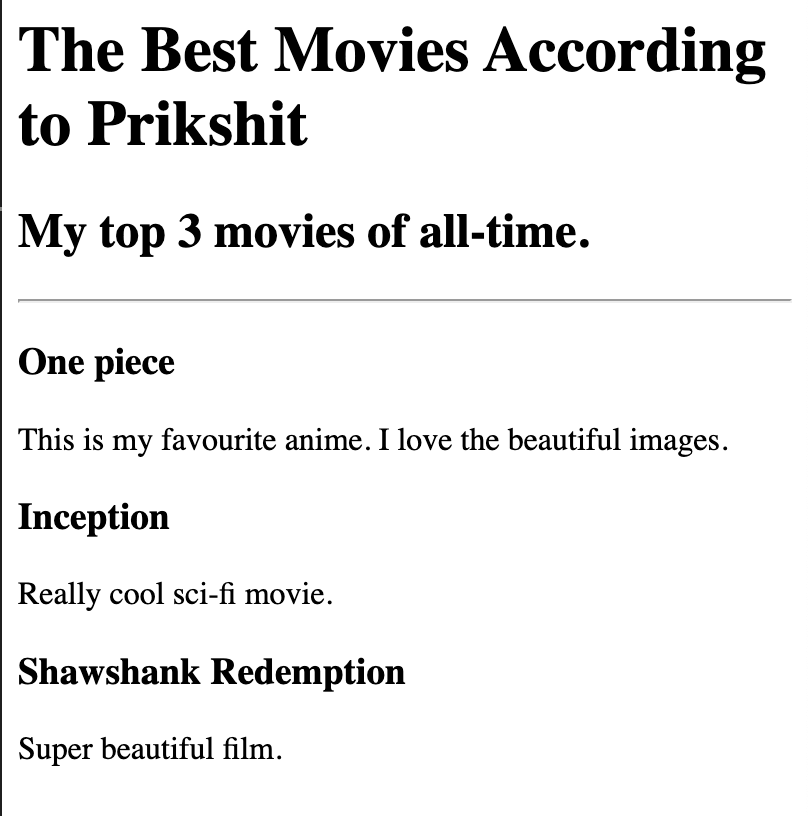 The Best Movies According
to Prikshit
My top 3 movies of all-time.
One piece
This is my favourite anime. I love the beautiful images.
Inception
Really cool sci-fi movie.
Shawshank Redemption
Super beautiful film.